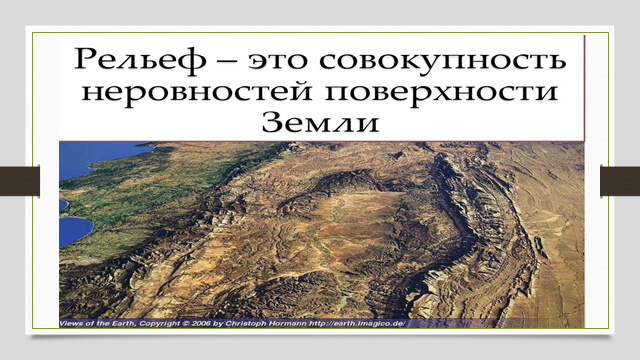 Рельеф – это совокупность
неровностей поверхности
Земли
Views of the Earth, Copyright © 2006 by Christoph Hormann http://earth.imagico.de/